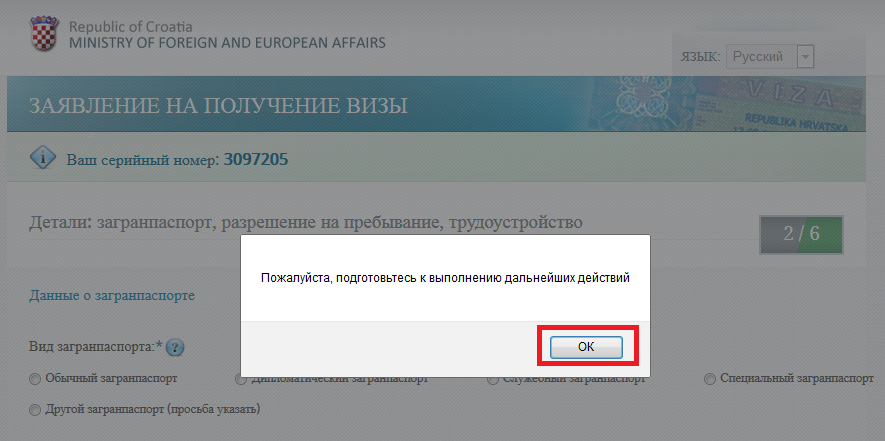 Republic of Croatia
MINISTRY OF FOREIGN AND EUROPEAN AFFAIRS
ЯЗЫК: Русский
ЗАЯВЛЕНИЕ НА ПОЛУЧЕНИЕ ВИЗЫ
VIZA
REPUBLIKA HRVATSKA
Ваш серийный номер: 3097205
Детали: загранпаспорт, разрешение на пребывание, трудоустройство
2 / 6
Пожалуйста, подготовьтесь к выполнению дальнейших действий
Данные о загранпаспорте
OK
Вид загранпаспорта:* ?
Обычный загранпаспорт Дипломатический загранпаспорт Служебный загранпаспорт Специальный загранпаспорт
Другой загранпаспорт (просьба указать)